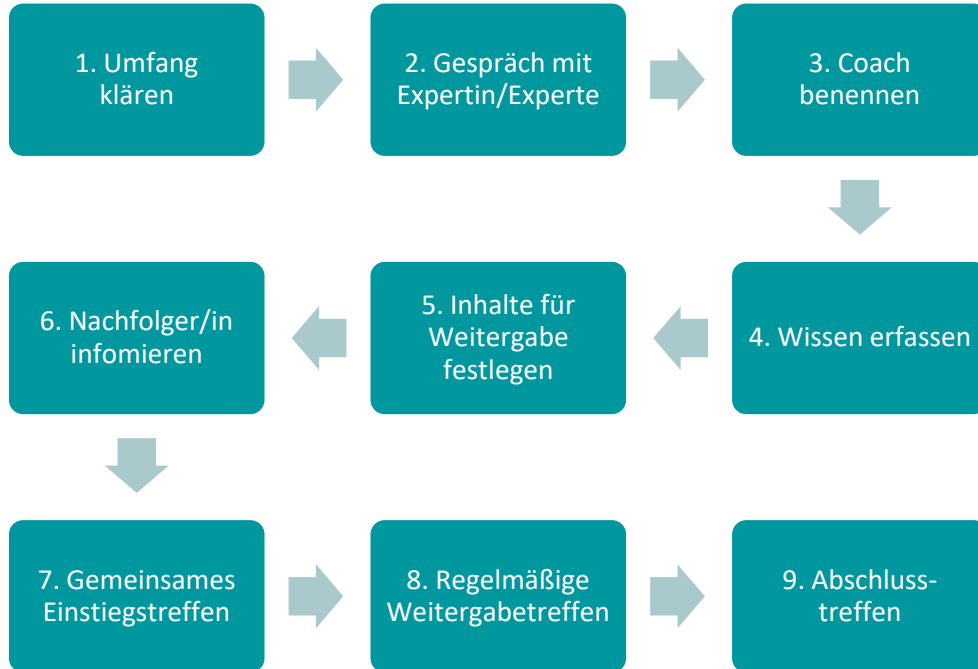 1. Umfang
klären
2. Gespräch mit
Expertin/Experte
3. Coach
benennen
4. Wissen erfassen
5. Inhalte für
Weitergabe
festlegen
6. Nachfolger/in
infomieren
7. Gemeinsames
Einstiegstreffen
8. Regelmäßige
Weitergabetreffen
9. Abschluss-
treffen